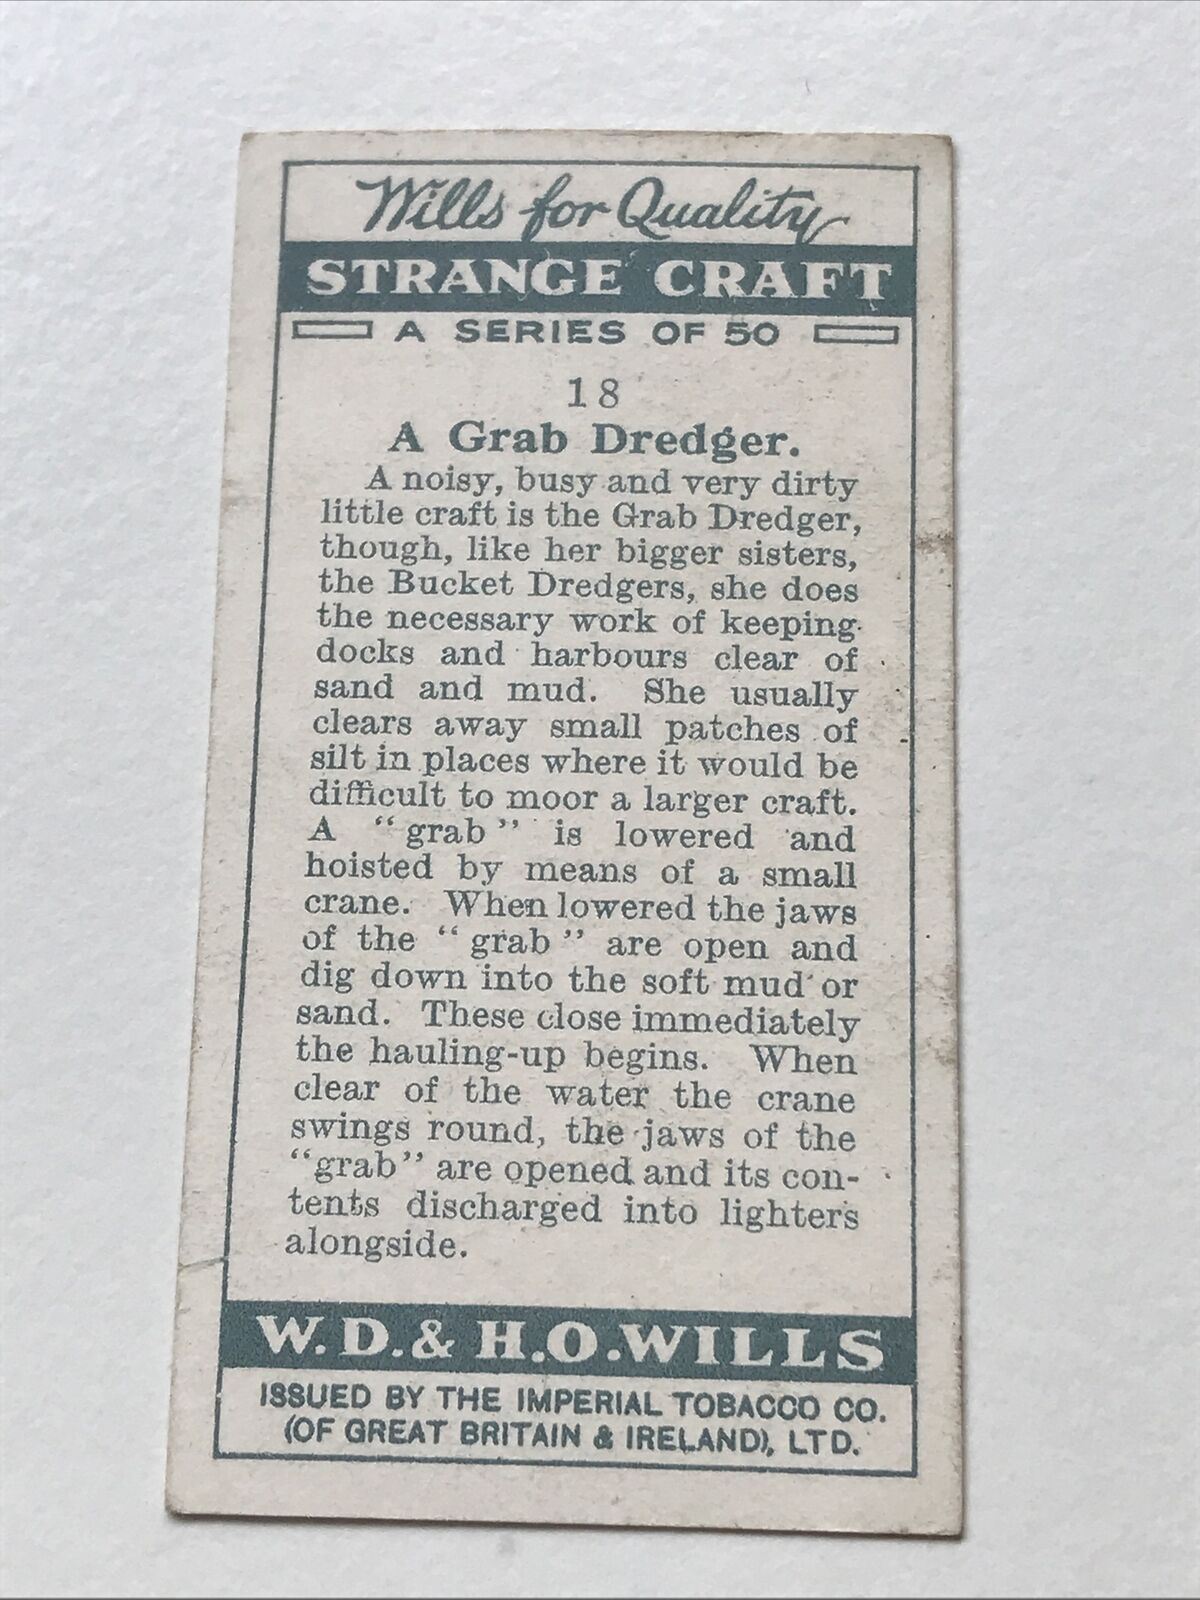 Wills for Quality
STRANGE CRAFT
A SERIES OF 50
18
A Grab Dredger.
A noisy, busy and very dirty
little craft is the Grab Dredger,
though, like her bigger sisters,
the Bucket Dredgers, she does
the necessary work of keeping
docks and harbours clear of
sand and mud. She usually
clears away small patches of
silt in places where it would be
difficult to moor a larger craft.
A "grab" is lowered and
hoisted by means of a small
crane. When lowered the jaws
of the "grab" are open and
dig down into the soft mud or
sand. These close immediately
the hauling-up begins. When
clear of the water the crane
swings round, the jaws of the
"grab" are opened and its con-
tents discharged into lighters
alongside.
W.D. & H.O. WILLS
ISSUED BY THE IMPERIAL TOBACCO CO.
(OF GREAT BRITAIN & IRELAND), LTD.